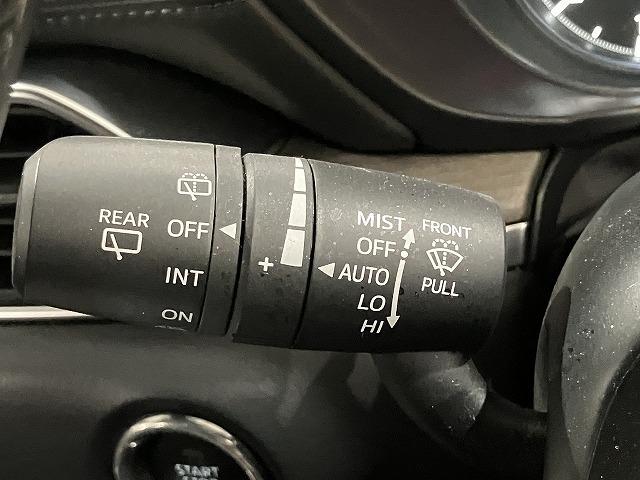 REAR
OFF
INT
ON
+
MIST
OFF
AUTO
LO
HI
FRONT
PULL
START